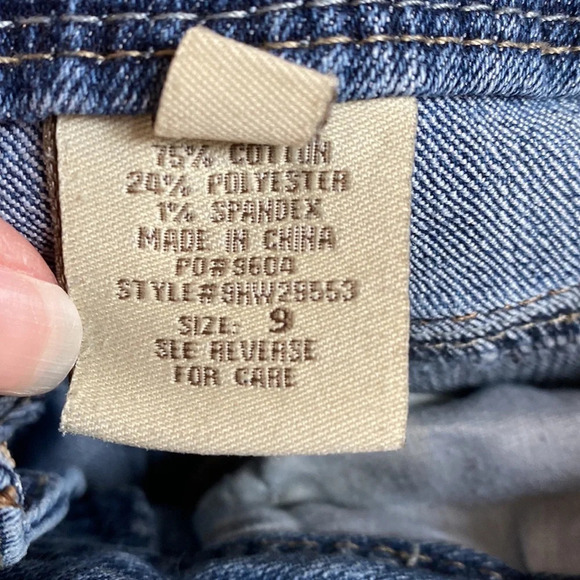 75% COTTON
24% POLYESTER
1% SPANDEX
MADE IN CHINA
PO#9604
STYLE#9HW29553
SIZE: 9
SEE REVERSE
FOR CARE